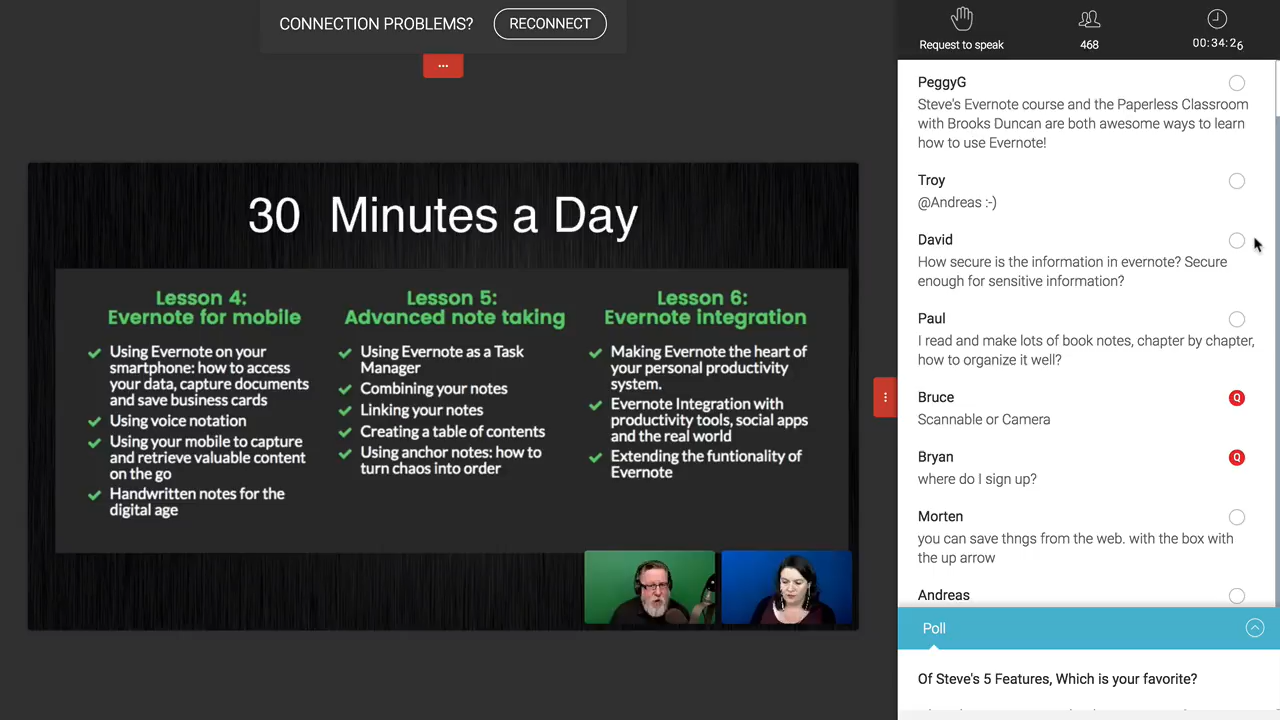 CONNECTION PROBLEMS?
RECONNECT
...
Request to speak
468
00:34:26
30 Minutes a Day
Lesson 4:
Evernote for mobile
Using Evernote on your
smartphone: how to access
your data, capture documents
and save business cards
Using voice notation
Using your mobile to capture
and retrieve valuable content
on the go
Handwritten notes for the
digital age
Lesson 5:
Advanced note taking
Using Evernote as a Task
Manager
Combining your notes
Linking your notes
Creating a table of contents
Using anchor notes: how to
turn chaos into order
Lesson 6:
Evernote integration
Making Evernote the heart of
your personal productivity
system.
Evernote Integration with
productivity tools, social apps
and the real world
Extending the funtionality of
Evernote
PeggyG
Steve's Evernote course and the Paperless Classroom
with Brooks Duncan are both awesome ways to learn
how to use Evernote!
Troy
@Andreas :-)
David
How secure is the information in evernote? Secure
enough for sensitive information?
Paul
I read and make lots of book notes, chapter by chapter,
how to organize it well?
Bruce
Q
Scannable or Camera
Bryan
Q
where do I sign up?
Morten
you can save thngs from the web. with the box with
the up arrow
Andreas
Poll
Of Steve's 5 Features, Which is your favorite?